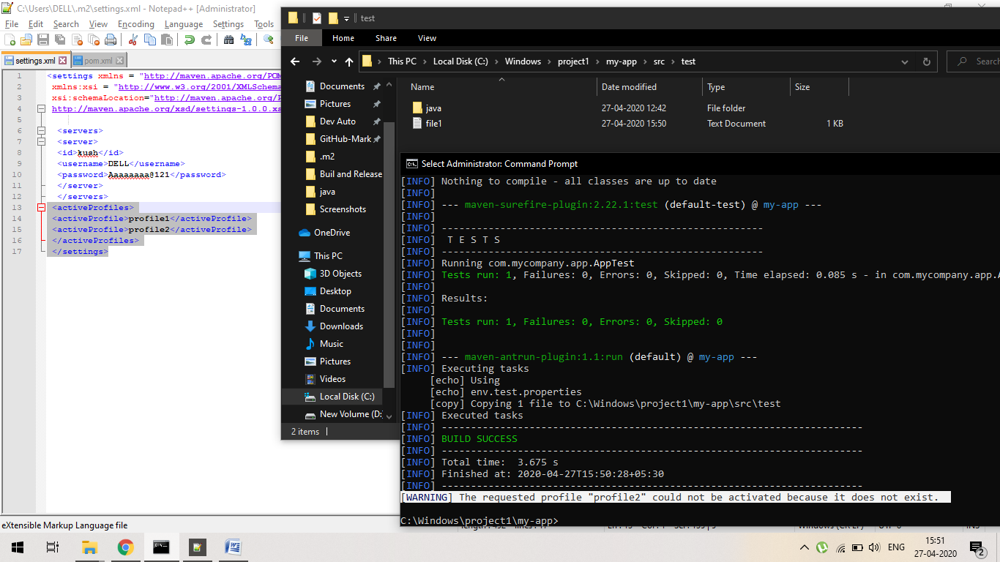 C:\Users\DELL\.m2\settings.xml - Notepad++ [Administrator]
File Edit Search View Encoding Language Settings Tools
settings.xml pom.xml
1 <settings xmlns = "http://maven.apache.org/POM
2 xmlns:xsi = "http://www.w3.org/2001/XMLSchema
3 xsi:schemaLocation="http://maven.apache.org/P
4 http://maven.apache.org/xsd/settings-1.0.0.xs
5
6 <servers>
7 <server>
8 <id>kush</id>
9 <username>DELL</username>
10 <password>Aaaaaaaa@121</password>
11 </server>
12 </servers>
13 <activeProfiles>
14 <activeProfile>profile1</activeProfile>
15 <activeProfile>profile2</activeProfile>
16 </activeProfiles>
17 </settings>
eXtensible Markup Language file
test
File Home Share View
This PC Local Disk (C:) Windows project1 my-app src test
Searc
Documents
Pictures
Dev Auto
GitHub-Mark
.m2
Buil and Release
java
Screenshots
OneDrive
This PC
3D Objects
Desktop
Documents
Downloads
Music
Pictures
Videos
Local Disk (C:)
New Volume (D:
2 items
Name Date modified Type Size
java 27-04-2020 12:42 File folder
file1 27-04-2020 15:50 Text Document 1 KB
Select Administrator: Command Prompt
[INFO] Nothing to compile - all classes are up to date
[INFO]
[INFO] --- maven-surefire-plugin:2.22.1:test (default-test) @ my-app ---
[INFO]
[INFO] -------------------------------------------------------
[INFO] T E S T S
[INFO] -------------------------------------------------------
[INFO] Running com.mycompany.app.AppTest
[INFO] Tests run: 1, Failures: 0, Errors: 0, Skipped: 0, Time elapsed: 0.085 s - in com.mycompany.app.A
[INFO]
[INFO] Results:
[INFO]
[INFO] Tests run: 1, Failures: 0, Errors: 0, Skipped: 0
[INFO]
[INFO]
[INFO] --- maven-antrun-plugin:1.1:run (default) @ my-app ---
[INFO] Executing tasks
[echo] Using
[echo] env.test.properties
[copy] Copying 1 file to C:\Windows\project1\my-app\src\test
[INFO] Executed tasks
[INFO] ------------------------------------------------------------------------
[INFO] BUILD SUCCESS
[INFO] ------------------------------------------------------------------------
[INFO] Total time: 3.675 s
[INFO] Finished at: 2020-04-27T15:50:28+05:30
[INFO] ------------------------------------------------------------------------
[WARNING] The requested profile "profile2" could not be activated because it does not exist.
C:\Windows\project1\my-app>
ENG
15:51
27-04-2020
2